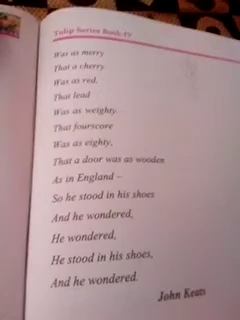 Tulip Series Book-IV
Was as merry
That a cherry
Was as red,
That lead
Was as weighty.
That fourscore
Was as eighty,
That a door was as wooden
As in England –
So he stood in his shoes
And he wondered,
He wondered,
He stood in his shoes,
And he wondered.
John Keats